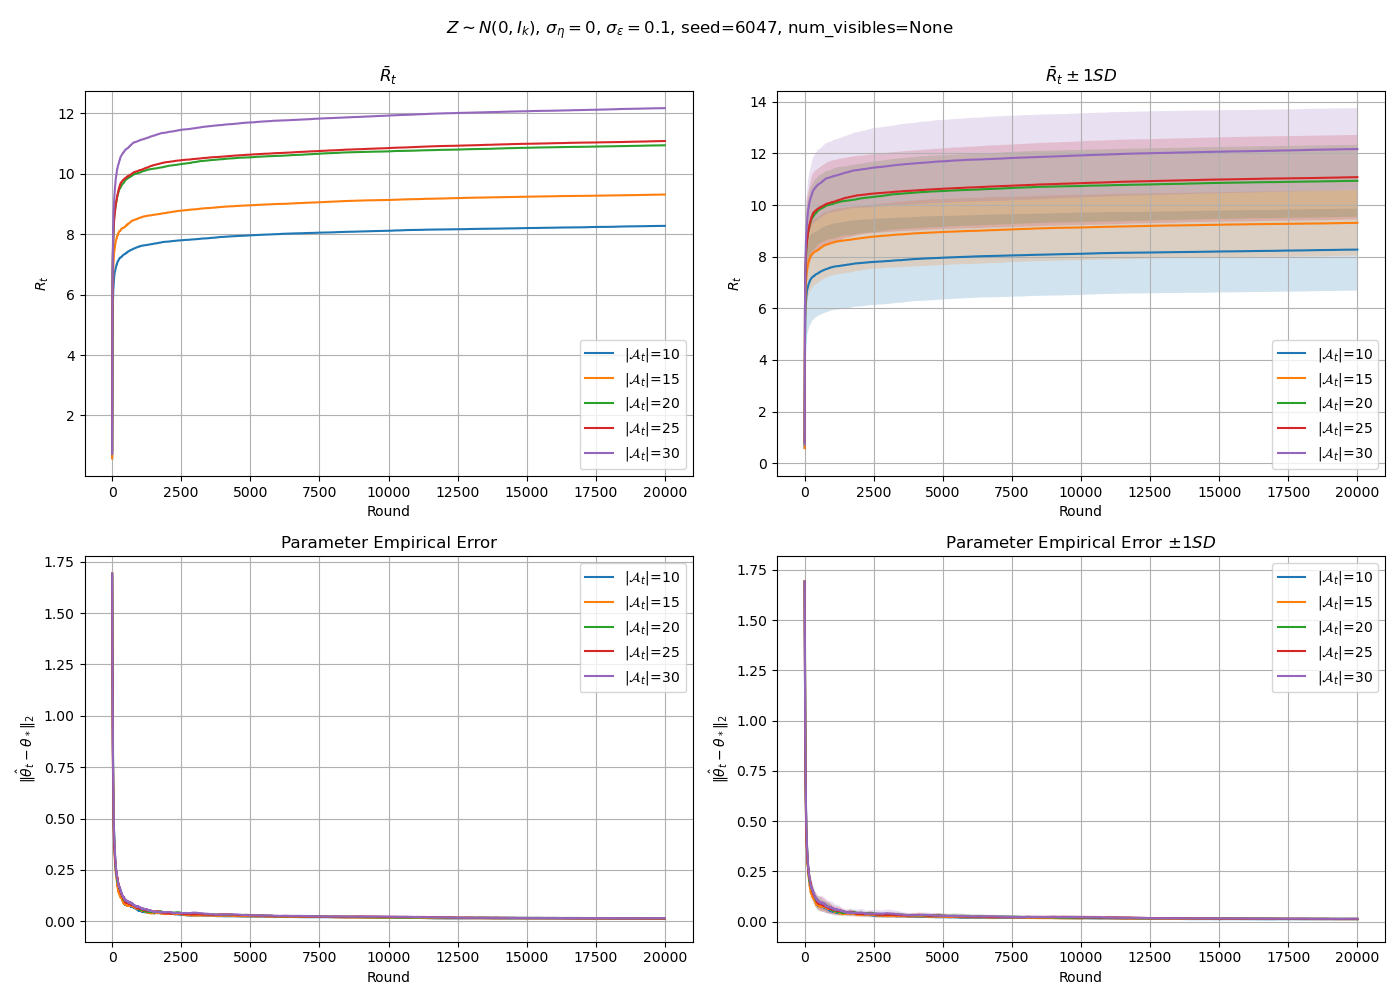 Z ∼ N(0, I_k), σ_η = 0, σ_ε = 0.1, seed=6047, num_visibles=None
R̄_t
R_t
12
10
8
6
4
2
0 2500 5000 7500 10000 12500 15000 17500 20000
Round
|𝒜_t|=10
|𝒜_t|=15
|𝒜_t|=20
|𝒜_t|=25
|𝒜_t|=30
R̄_t ± 1SD
R_t
14
12
10
8
6
4
2
0
0 2500 5000 7500 10000 12500 15000 17500 20000
Round
|𝒜_t|=10
|𝒜_t|=15
|𝒜_t|=20
|𝒜_t|=25
|𝒜_t|=30
Parameter Empirical Error
‖θ̂_t − θ_*‖_2
1.75
1.50
1.25
1.00
0.75
0.50
0.25
0.00
0 2500 5000 7500 10000 12500 15000 17500 20000
Round
|𝒜_t|=10
|𝒜_t|=15
|𝒜_t|=20
|𝒜_t|=25
|𝒜_t|=30
Parameter Empirical Error ±1SD
‖θ̂_t − θ_*‖_2
1.75
1.50
1.25
1.00
0.75
0.50
0.25
0.00
0 2500 5000 7500 10000 12500 15000 17500 20000
Round
|𝒜_t|=10
|𝒜_t|=15
|𝒜_t|=20
|𝒜_t|=25
|𝒜_t|=30